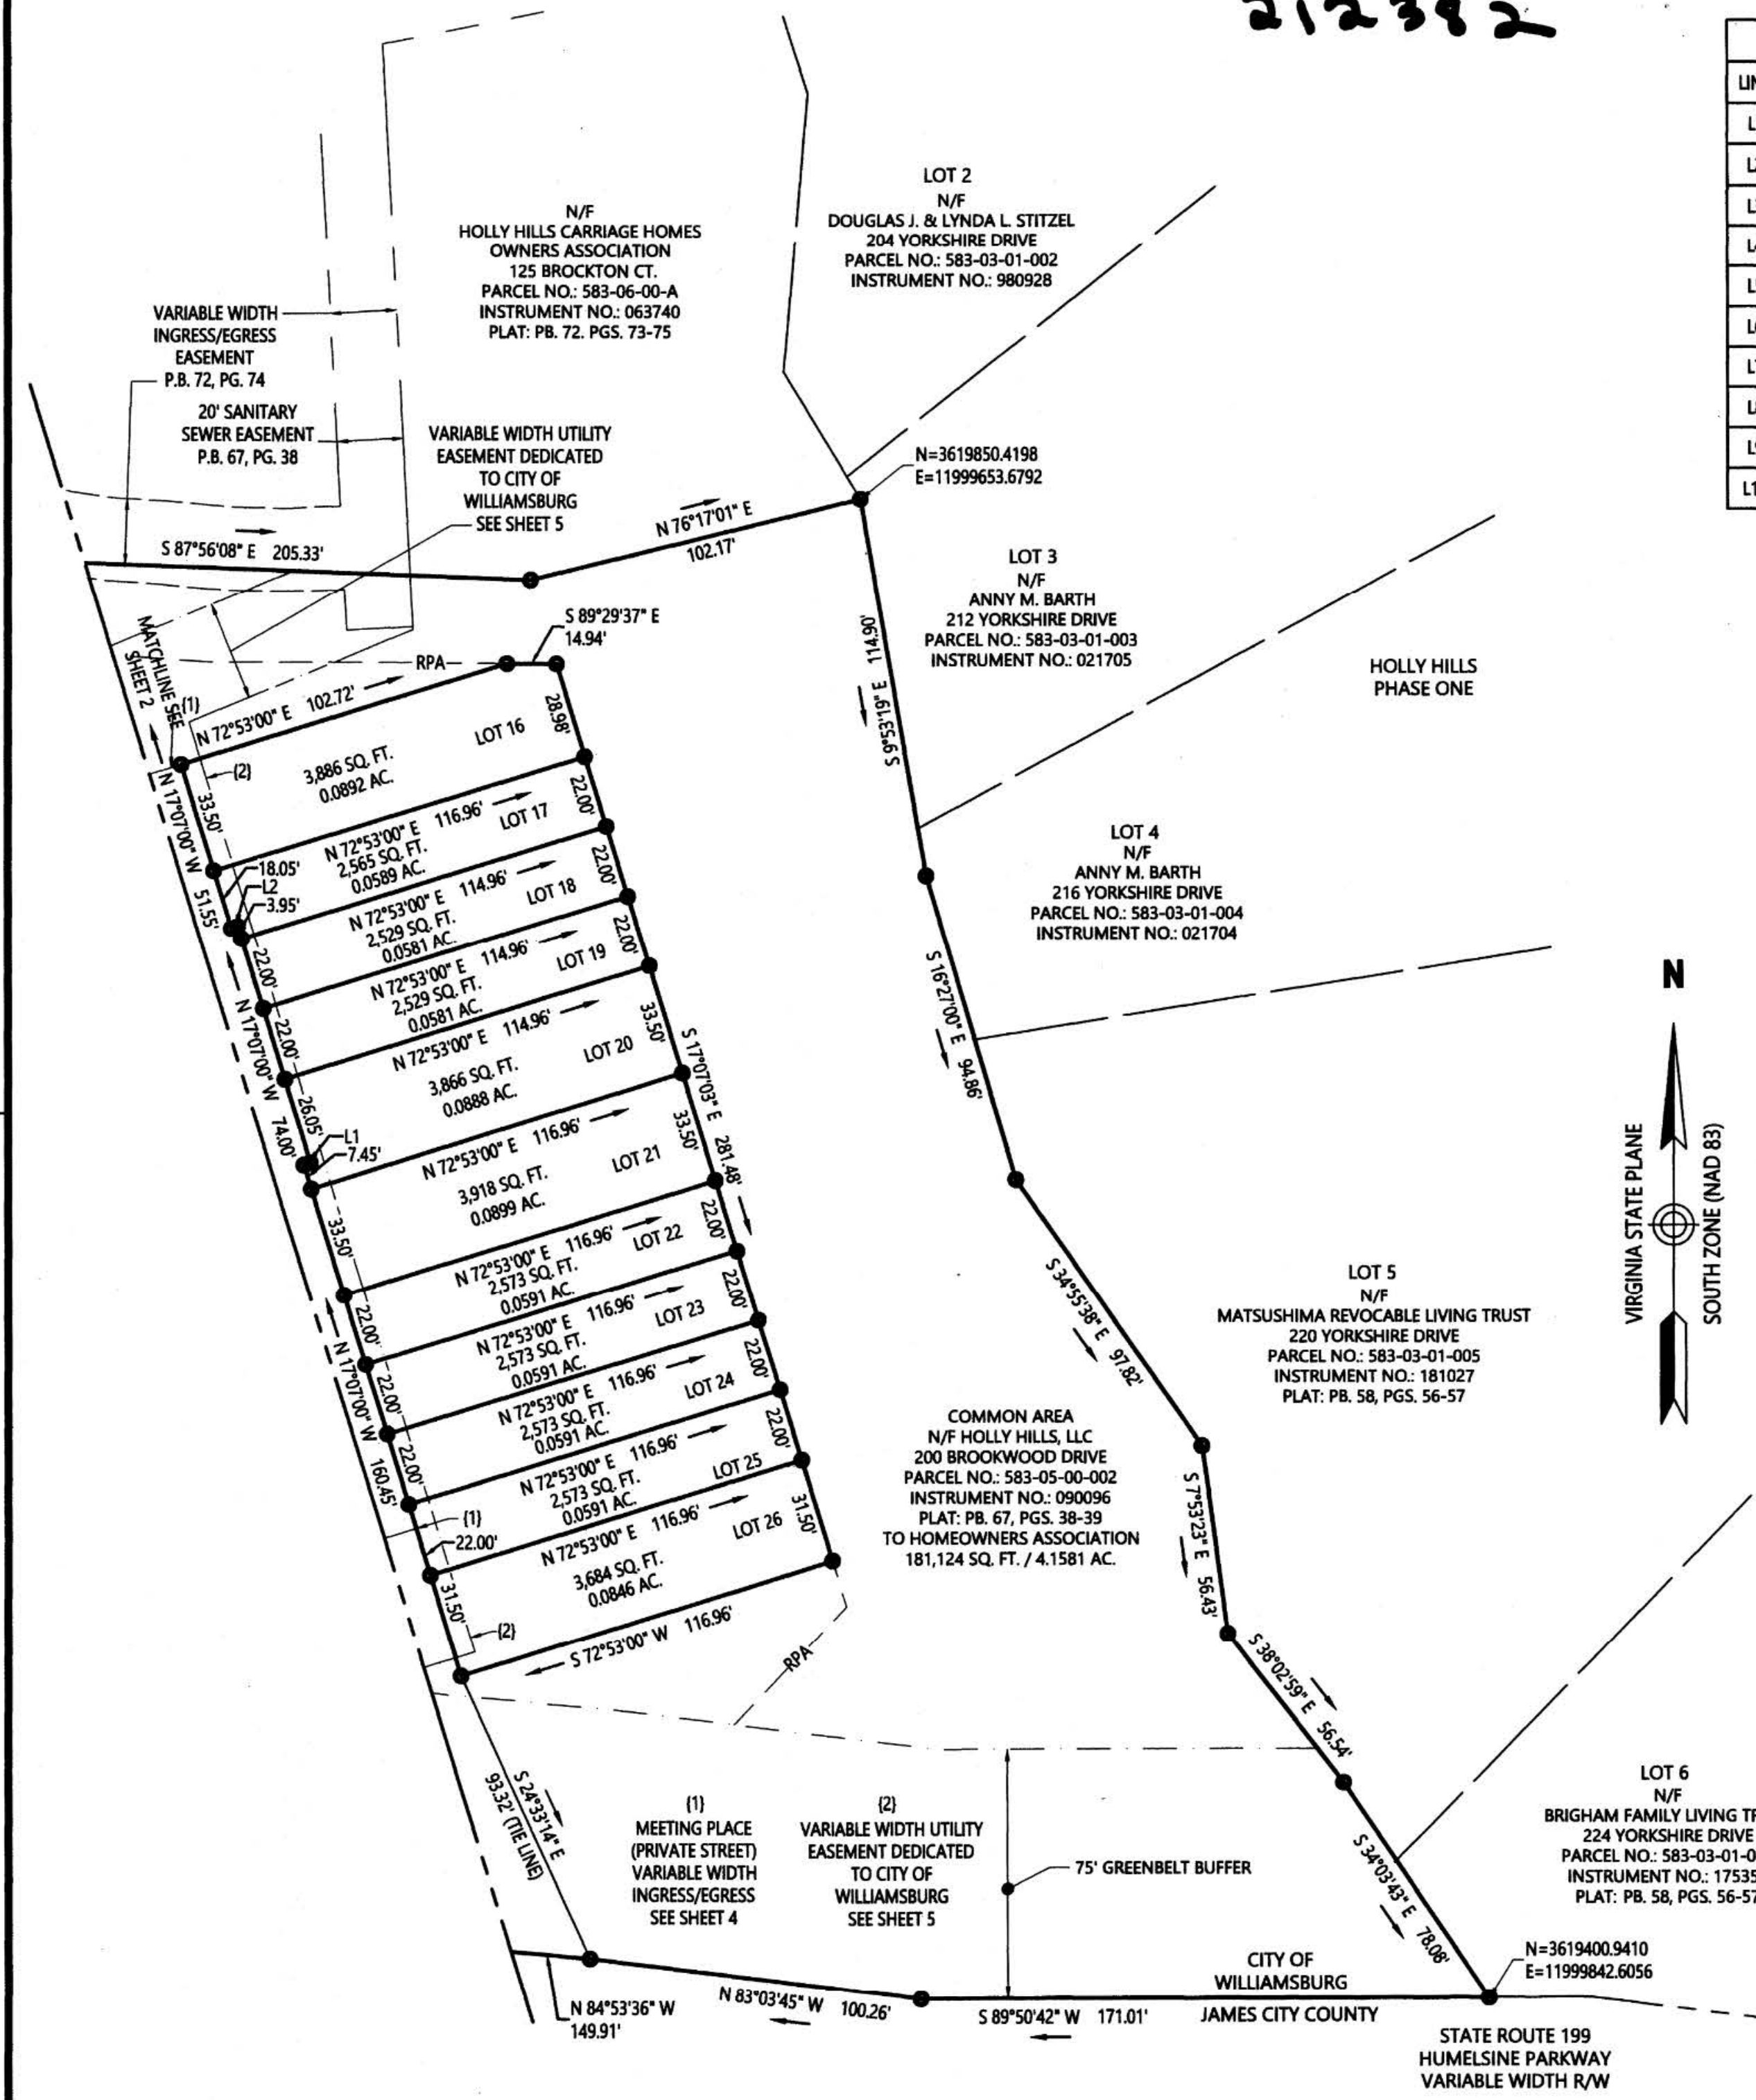 212382
LOT 2
N/F
DOUGLAS J. & LYNDA L. STITZEL
204 YORKSHIRE DRIVE
PARCEL NO.: 583-03-01-002
INSTRUMENT NO.: 980928
N/F
HOLLY HILLS CARRIAGE HOMES
OWNERS ASSOCIATION
125 BROCKTON CT.
PARCEL NO.: 583-06-00-A
INSTRUMENT NO.: 063740
PLAT: PB. 72. PGS. 73-75
VARIABLE WIDTH
INGRESS/EGRESS
EASEMENT
P.B. 72, PG. 74
20' SANITARY
SEWER EASEMENT
P.B. 67, PG. 38
VARIABLE WIDTH UTILITY
EASEMENT DEDICATED
TO CITY OF
WILLIAMSBURG
SEE SHEET 5
N=3619850.4198
E=11999653.6792
S 87°56'08" E 205.33'
N 76°17'01" E
102.17'
LOT 3
N/F
ANNY M. BARTH
212 YORKSHIRE DRIVE
PARCEL NO.: 583-03-01-003
INSTRUMENT NO.: 021705
S 9°53'19" E 114.90'
HOLLY HILLS
PHASE ONE
MATCHLINE SEE
SHEET 2
S 89°29'37" E
14.94'
RPA
{1}
N 72°53'00" E 102.72'
28.98'
LOT 16
{2}
3,886 SQ. FT.
0.0892 AC.
N 17°07'00" W 51.55'
33.50'
N 72°53'00" E 116.96'
22.00'
LOT 17
2,565 SQ. FT.
0.0589 AC.
18.05'
L2
3.95'
N 72°53'00" E 114.96'
22.00'
LOT 18
2,529 SQ. FT.
0.0581 AC.
22.00'
N 72°53'00" E 114.96'
22.00'
LOT 19
2,529 SQ. FT.
0.0581 AC.
22.00'
N 17°07'00" W 74.00'
N 72°53'00" E 114.96'
33.50'
LOT 20
3,866 SQ. FT.
0.0888 AC.
26.05'
L1
7.45'
S 17°07'03" E 281.48'
N 72°53'00" E 116.96'
33.50'
LOT 21
3,918 SQ. FT.
0.0899 AC.
33.50'
N 72°53'00" E 116.96'
22.00'
LOT 22
2,573 SQ. FT.
0.0591 AC.
22.00'
N 17°07'00" W 160.45'
N 72°53'00" E 116.96'
22.00'
LOT 23
2,573 SQ. FT.
0.0591 AC.
22.00'
N 72°53'00" E 116.96'
22.00'
LOT 24
2,573 SQ. FT.
0.0591 AC.
22.00'
N 72°53'00" E 116.96'
22.00'
LOT 25
2,573 SQ. FT.
0.0591 AC.
{1}
22.00'
N 72°53'00" E 116.96'
31.50'
LOT 26
3,684 SQ. FT.
0.0846 AC.
31.50'
{2}
S 72°53'00" W 116.96'
RPA
LOT 4
N/F
ANNY M. BARTH
216 YORKSHIRE DRIVE
PARCEL NO.: 583-03-01-004
INSTRUMENT NO.: 021704
S 16°27'00" E 94.86'
N
VIRGINIA STATE PLANE
SOUTH ZONE (NAD 83)
S 34°55'38" E 97.82'
LOT 5
N/F
MATSUSHIMA REVOCABLE LIVING TRUST
220 YORKSHIRE DRIVE
PARCEL NO.: 583-03-01-005
INSTRUMENT NO.: 181027
PLAT: PB. 58, PGS. 56-57
COMMON AREA
N/F HOLLY HILLS, LLC
200 BROOKWOOD DRIVE
PARCEL NO.: 583-05-00-002
INSTRUMENT NO.: 090096
PLAT: PB. 67, PGS. 38-39
TO HOMEOWNERS ASSOCIATION
181,124 SQ. FT. / 4.1581 AC.
S 7°53'23" E 56.43'
S 38°02'59" E 56.54'
S 34°03'43" E 78.08'
LOT 6
N/F
BRIGHAM FAMILY LIVING
224 YORKSHIRE DRIVE
PARCEL NO.: 583-03-01-0
INSTRUMENT NO.: 1753
PLAT: PB. 58, PGS. 56-57
S 24°33'14" E
93.32' (TIE LINE)
{1}
MEETING PLACE
(PRIVATE STREET)
VARIABLE WIDTH
INGRESS/EGRESS
SEE SHEET 4
{2}
VARIABLE WIDTH UTILITY
EASEMENT DEDICATED
TO CITY OF
WILLIAMSBURG
SEE SHEET 5
75' GREENBELT BUFFER
N=3619400.9410
E=11999842.6056
CITY OF
WILLIAMSBURG
N 84°53'36" W
149.91'
N 83°03'45" W 100.26'
S 89°50'42" W 171.01'
JAMES CITY COUNTY
STATE ROUTE 199
HUMELSINE PARKWAY
VARIABLE WIDTH R/W